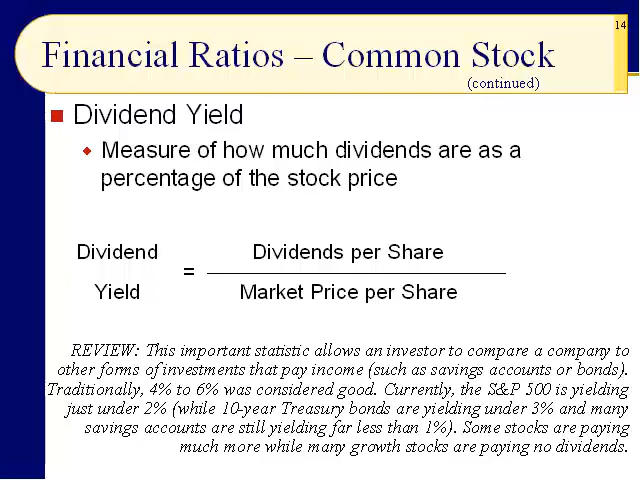 14
Financial Ratios – Common Stock
(continued)
Dividend Yield
Measure of how much dividends are as a
percentage of the stock price
Dividend
Yield
=
Dividends per Share
Market Price per Share
REVIEW: This important statistic allows an investor to compare a company to
other forms of investments that pay income (such as savings accounts or bonds).
Traditionally, 4% to 6% was considered good. Currently, the S&P 500 is yielding
just under 2% (while 10-year Treasury bonds are yielding under 3% and many
savings accounts are still yielding far less than 1%). Some stocks are paying
much more while many growth stocks are paying no dividends.